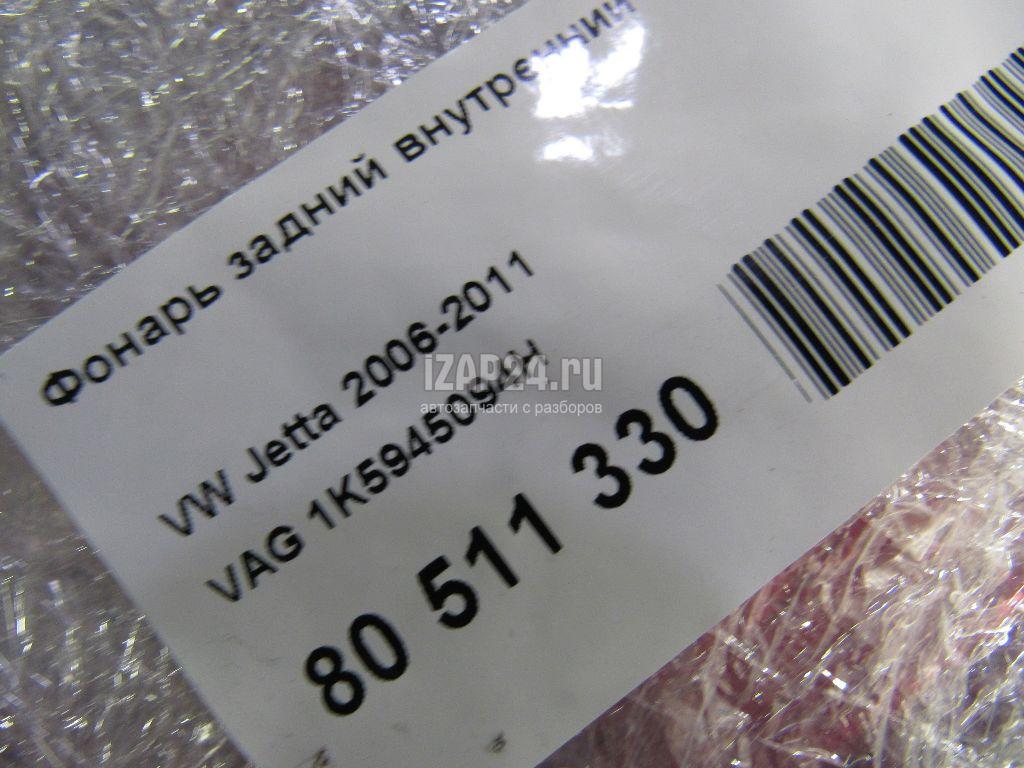 Фонарь задний внутренний
VW Jetta 2006-2011
VAG 1K5945094H
80 511 330
iZAP24.ru
автозапчасти с разборов